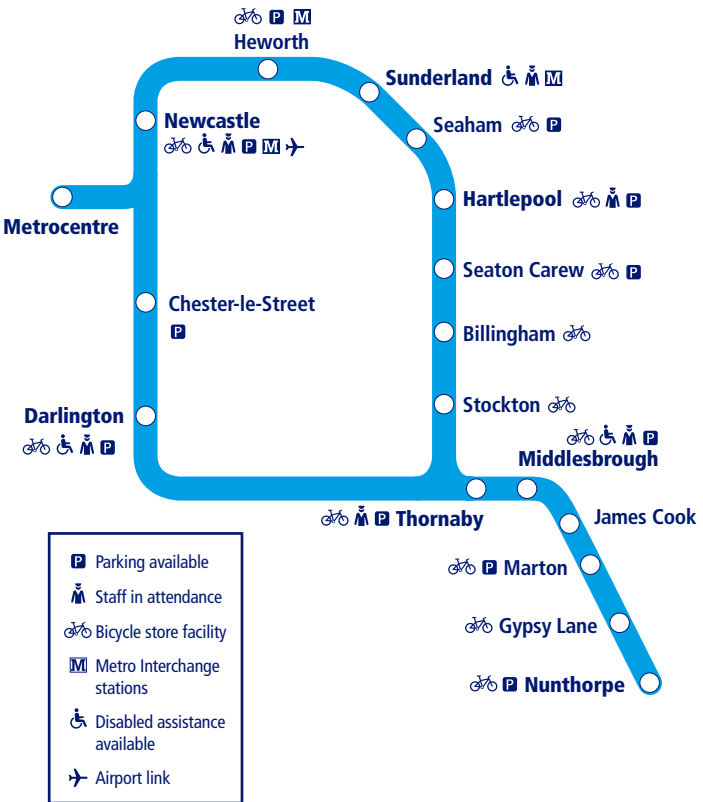 Heworth
Sunderland
Newcastle
Seaham
Metrocentre
Hartlepool
Seaton Carew
Chester-le-Street
Billingham
Darlington
Stockton
Middlesbrough
Thornaby
James Cook
Marton
Gypsy Lane
Nunthorpe
P Parking available
Staff in attendance
Bicycle store facility
M Metro Interchange
stations
Disabled assistance
available
Airport link